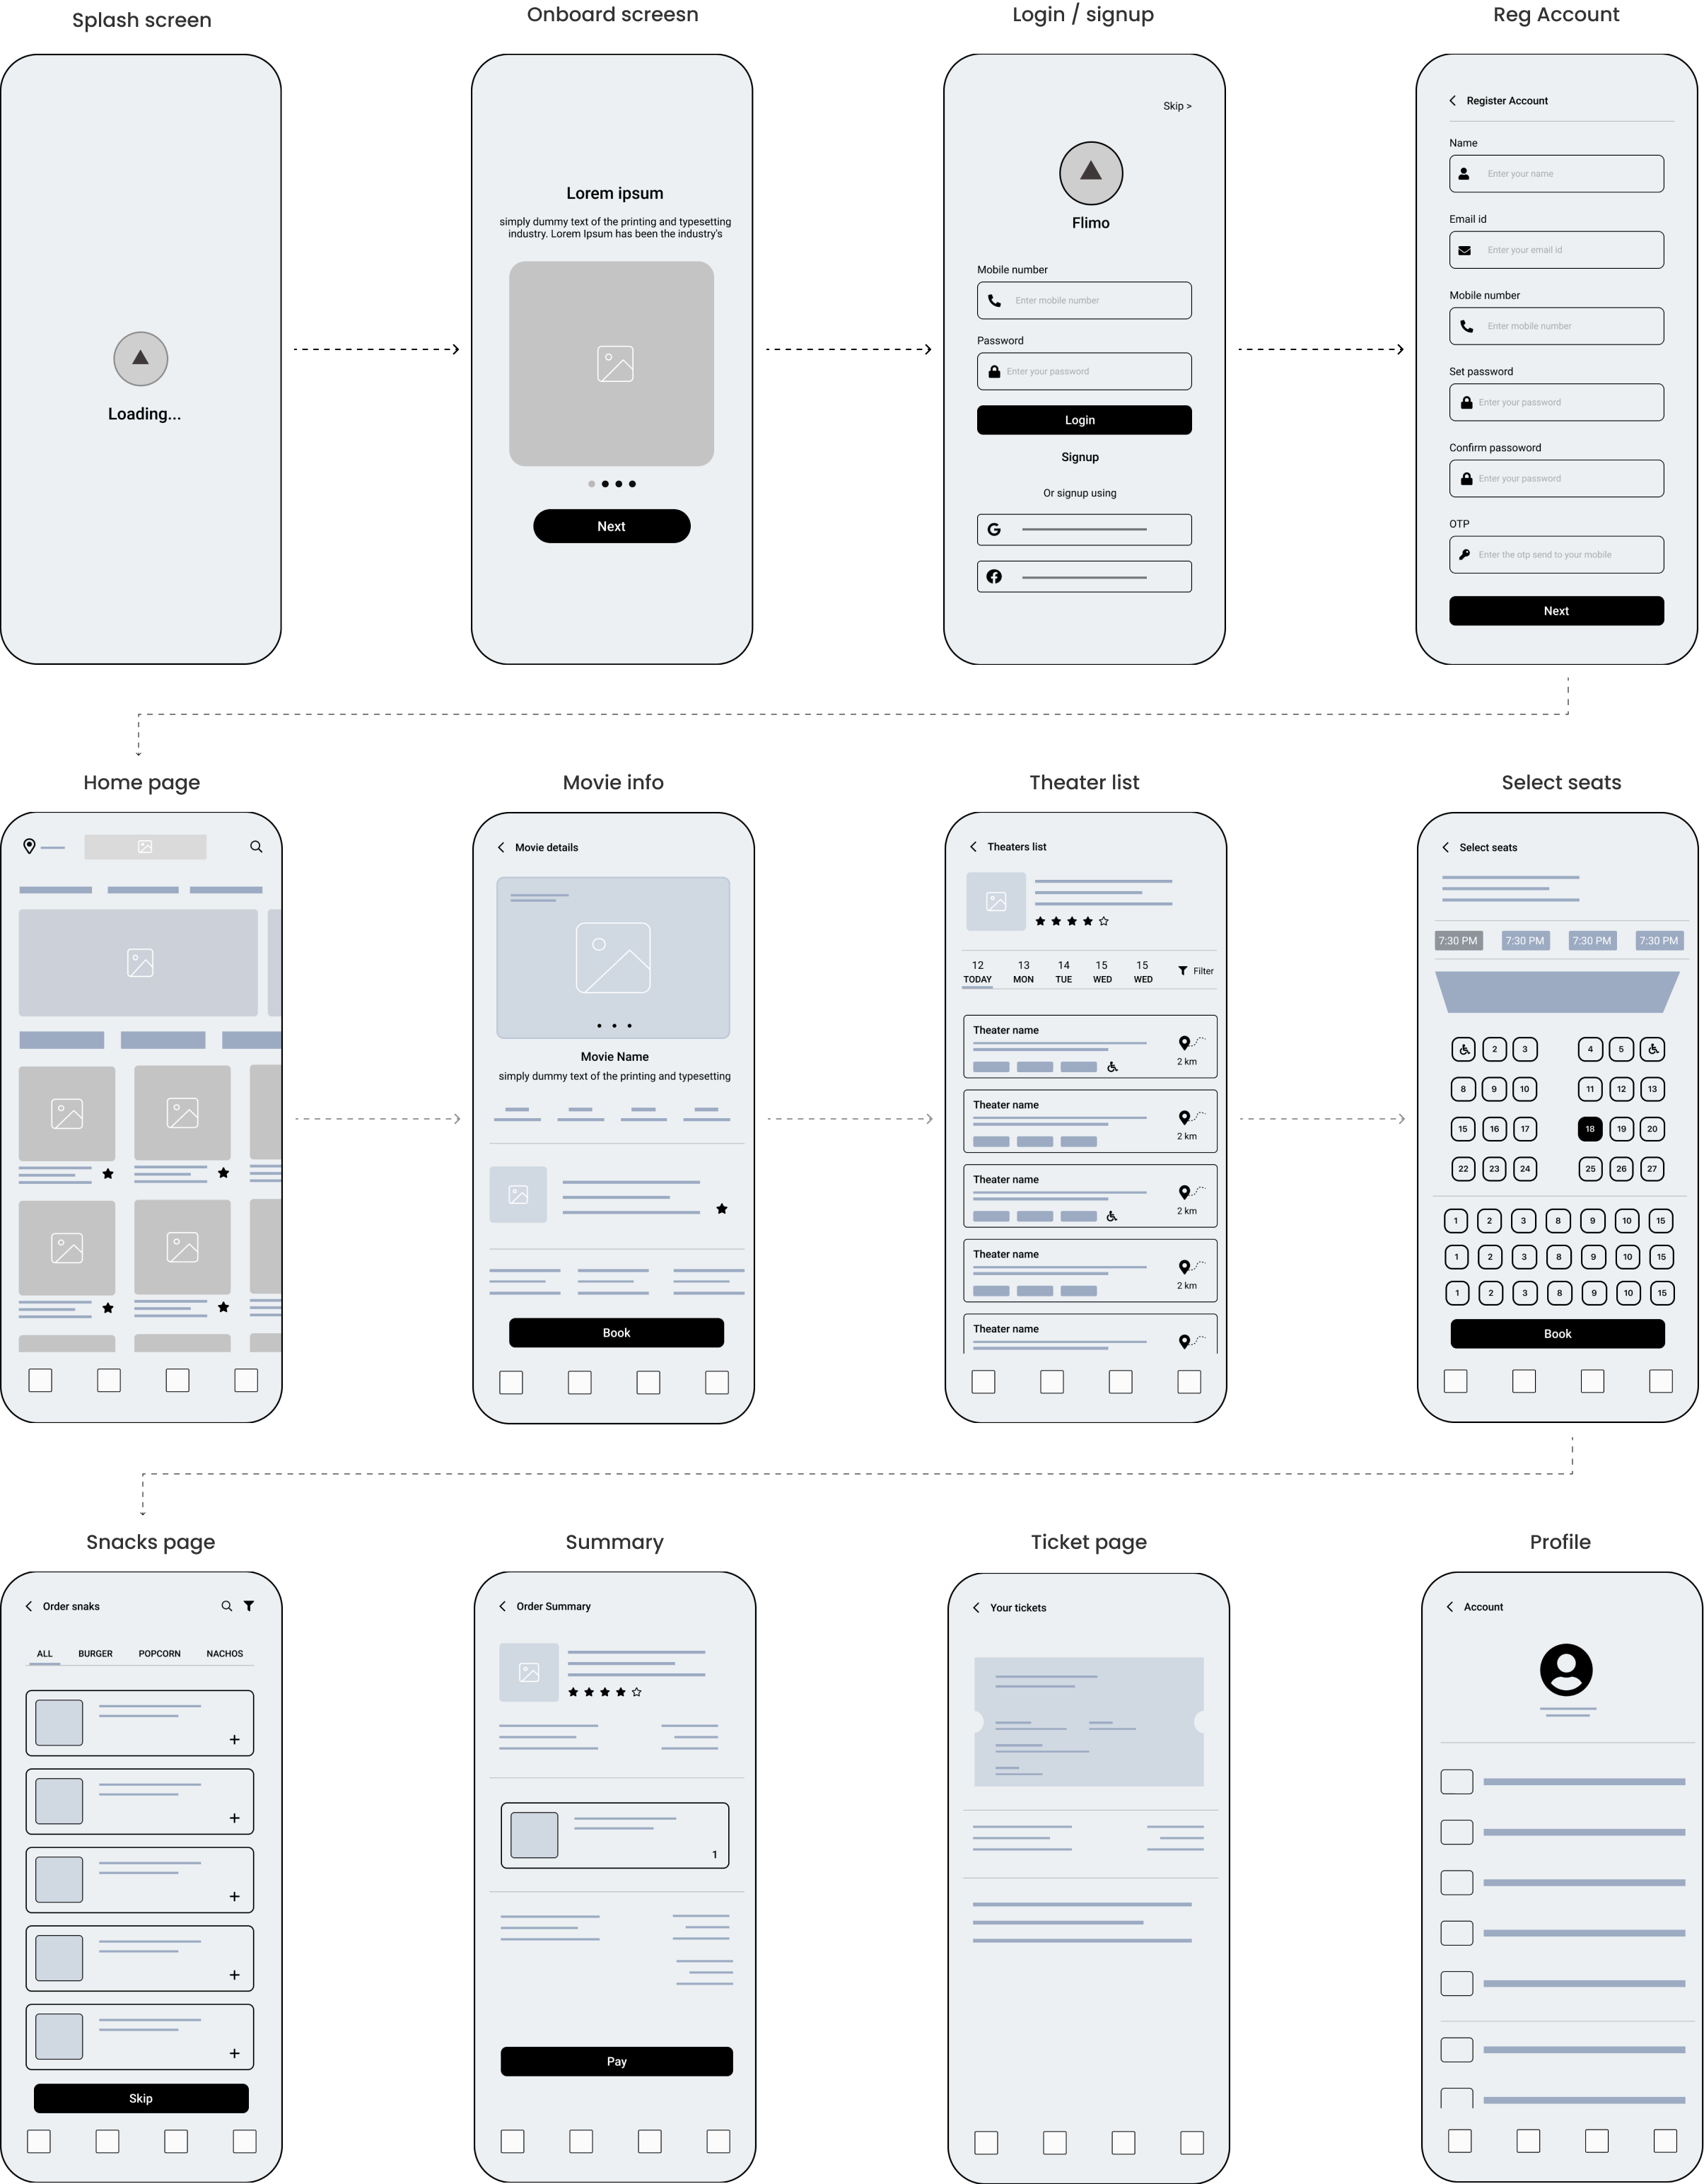 Splash screen
Onboard screesn
Login / signup
Reg Account
Loading...
Lorem ipsum
simply dummy text of the printing and typesetting
industry. Lorem Ipsum has been the industry's
Next
Skip >
Flimo
Mobile number
Enter mobile number
Password
Enter your password
Login
Signup
Or signup using
Register Account
Name
Enter your name
Email id
Enter your email id
Mobile number
Enter mobile number
Set password
Enter your password
Confirm passoword
Enter your password
OTP
Enter the otp send to your mobile
Next
Home page
Movie info
Theater list
Select seats
Movie details
Movie Name
simply dummy text of the printing and typesetting
Book
Theaters list
12 13 14 15 15
TODAY MON TUE WED WED
Filter
Theater name
2 km
Theater name
2 km
Theater name
2 km
Theater name
2 km
Theater name
Select seats
7:30 PM 7:30 PM 7:30 PM 7:30 PM
2 3 4 5
8 9 10 11 12 13
15 16 17 18 19 20
22 23 24 25 26 27
1 2 3 8 9 10 15
1 2 3 8 9 10 15
1 2 3 8 9 10 15
Book
Snacks page
Summary
Ticket page
Profile
Order snaks
ALL BURGER POPCORN NACHOS
+
+
+
+
+
Skip
Order Summary
1
Pay
Your tickets
Account